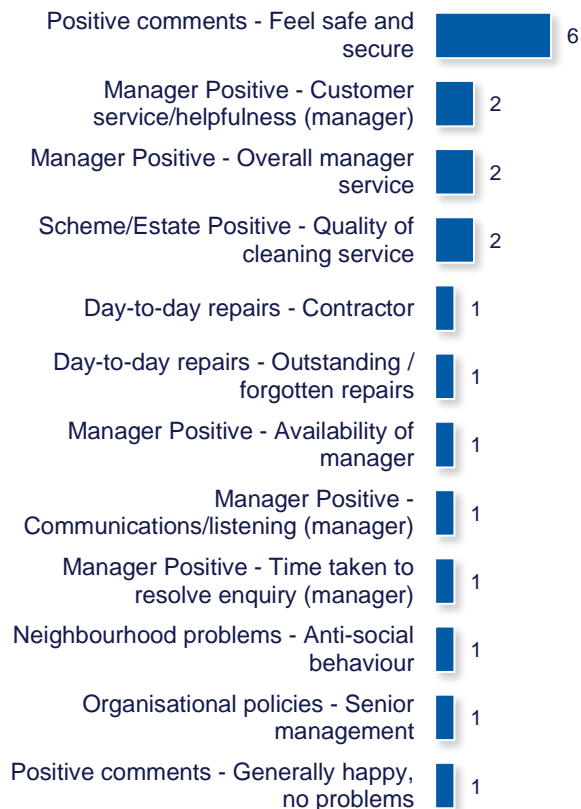 Positive comments - Feel safe and
secure
6
Manager Positive - Customer
service/helpfulness (manager)
2
Manager Positive - Overall manager
service
2
Scheme/Estate Positive - Quality of
cleaning service
2
Day-to-day repairs - Contractor
1
Day-to-day repairs - Outstanding /
forgotten repairs
1
Manager Positive - Availability of
manager
1
Manager Positive -
Communications/listening (manager)
1
Manager Positive - Time taken to
resolve enquiry (manager)
1
Neighbourhood problems - Anti-social
behaviour
1
Organisational policies - Senior
management
1
Positive comments - Generally happy,
no problems
1